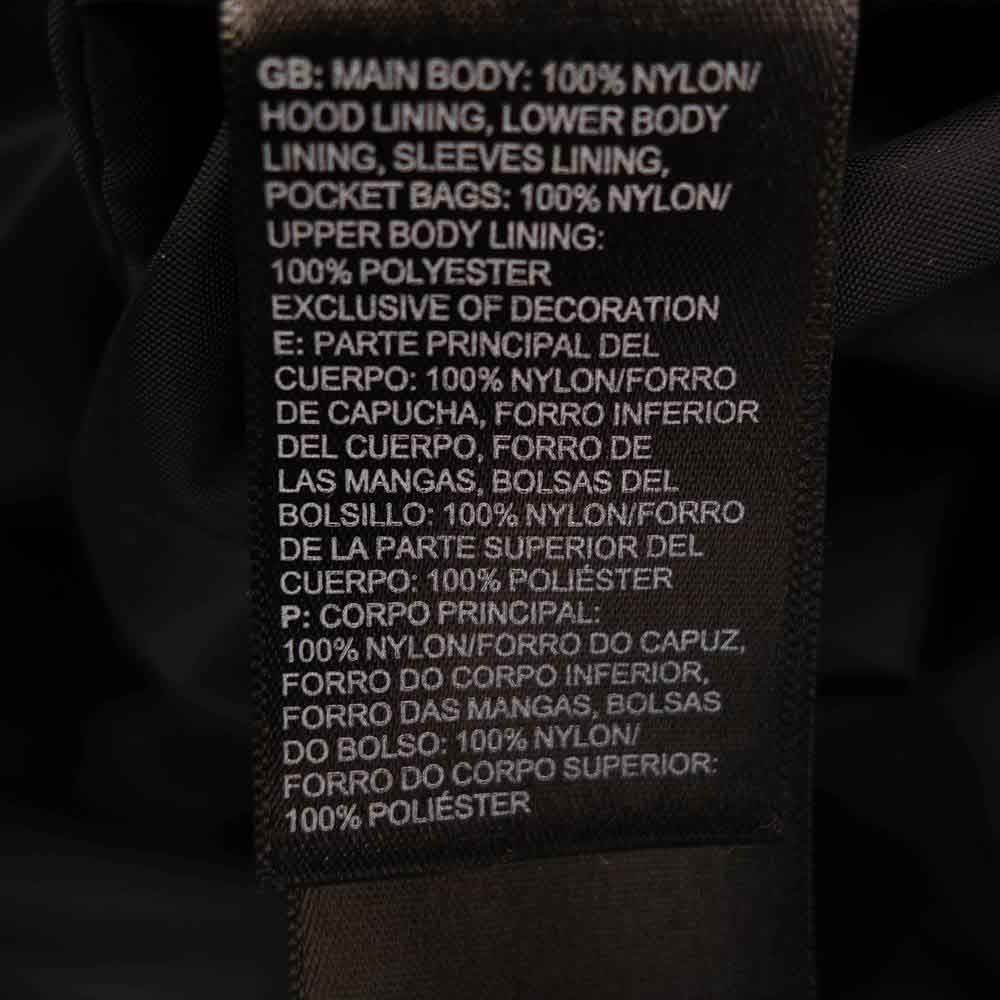 GB: MAIN BODY: 100% NYLON/
HOOD LINING, LOWER BODY
LINING, SLEEVES LINING,
POCKET BAGS: 100% NYLON/
UPPER BODY LINING:
100% POLYESTER
EXCLUSIVE OF DECORATION
E: PARTE PRINCIPAL DEL
CUERPO: 100% NYLON/FORRO
DE CAPUCHA, FORRO INFERIOR
DEL CUERPO, FORRO DE
LAS MANGAS, BOLSAS DEL
BOLSILLO: 100% NYLON/FORRO
DE LA PARTE SUPERIOR DEL
CUERPO: 100% POLIÉSTER
P: CORPO PRINCIPAL:
100% NYLON/FORRO DO CAPUZ,
FORRO DO CORPO INFERIOR,
FORRO DAS MANGAS, BOLSAS
DO BOLSO: 100% NYLON/
FORRO DO CORPO SUPERIOR:
100% POLIÉSTER